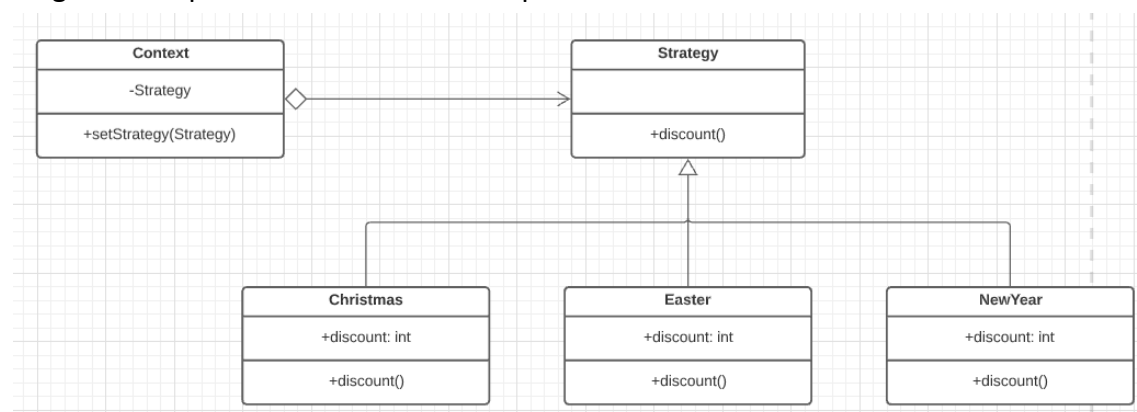 Context
-Strategy
+setStrategy(Strategy)
Strategy
+discount()
Christmas
+discount: int
+discount()
Easter
+discount: int
+discount()
NewYear
+discount: int
+discount()